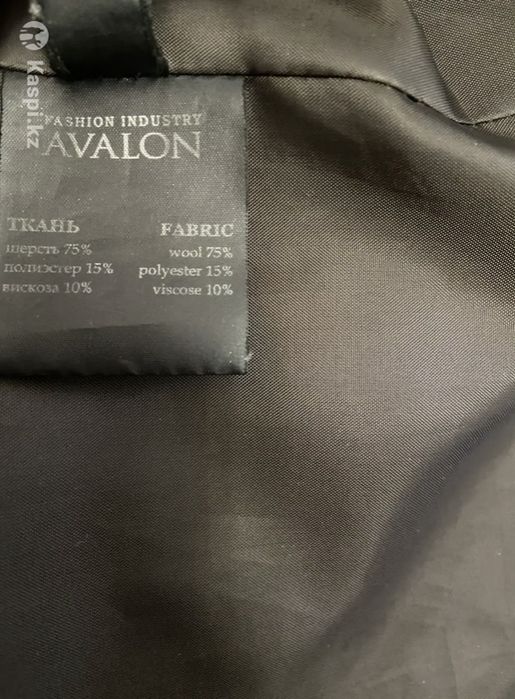 Kaspi.kz
FASHION INDUSTRY
AVALON
ТКАНЬ FABRIC
шерсть 75% wool 75%
полиэстер 15% polyester 15%
вискоза 10% viscose 10%